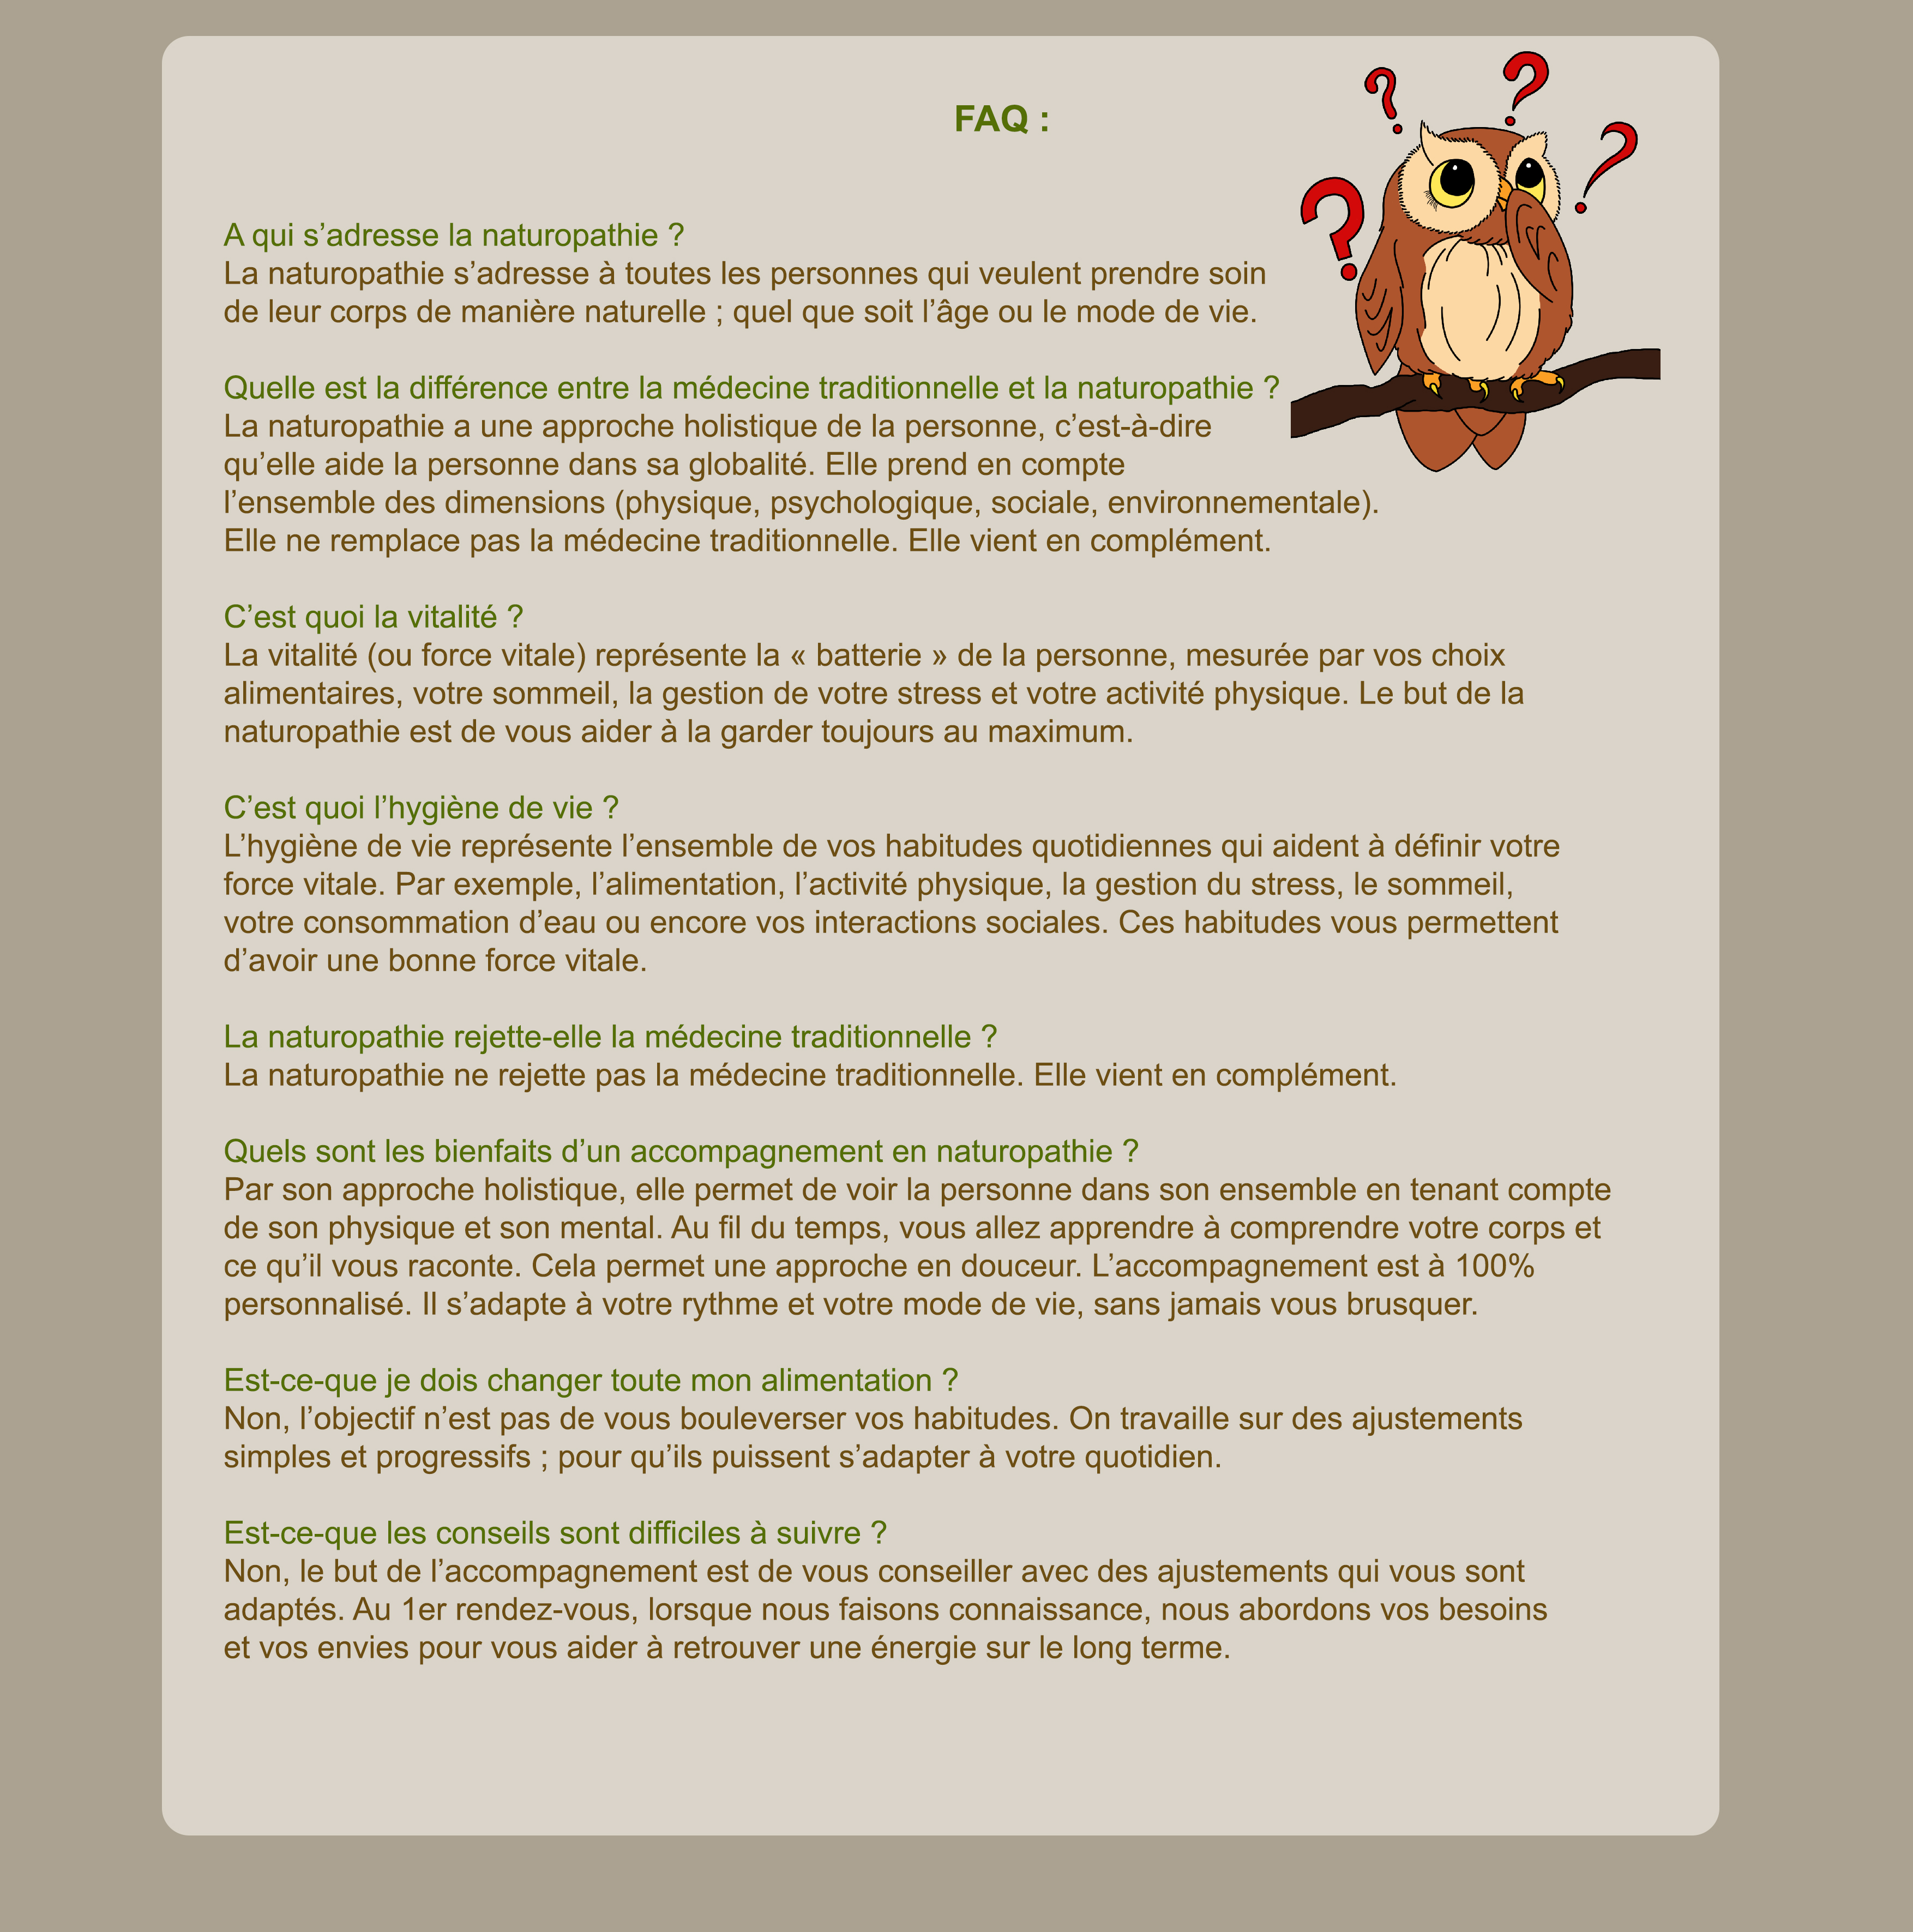 FAQ :
A qui s’adresse la naturopathie ?
La naturopathie s’adresse à toutes les personnes qui veulent prendre soin
de leur corps de manière naturelle ; quel que soit l’âge ou le mode de vie.
Quelle est la différence entre la médecine traditionnelle et la naturopathie ?
La naturopathie a une approche holistique de la personne, c’est-à-dire
qu’elle aide la personne dans sa globalité. Elle prend en compte
l’ensemble des dimensions (physique, psychologique, sociale, environnementale).
Elle ne remplace pas la médecine traditionnelle. Elle vient en complément.
C’est quoi la vitalité ?
La vitalité (ou force vitale) représente la « batterie » de la personne, mesurée par vos choix
alimentaires, votre sommeil, la gestion de votre stress et votre activité physique. Le but de la
naturopathie est de vous aider à la garder toujours au maximum.
C’est quoi l’hygiène de vie ?
L’hygiène de vie représente l’ensemble de vos habitudes quotidiennes qui aident à définir votre
force vitale. Par exemple, l’alimentation, l’activité physique, la gestion du stress, le sommeil,
votre consommation d’eau ou encore vos interactions sociales. Ces habitudes vous permettent
d’avoir une bonne force vitale.
La naturopathie rejette-elle la médecine traditionnelle ?
La naturopathie ne rejette pas la médecine traditionnelle. Elle vient en complément.
Quels sont les bienfaits d’un accompagnement en naturopathie ?
Par son approche holistique, elle permet de voir la personne dans son ensemble en tenant compte
de son physique et son mental. Au fil du temps, vous allez apprendre à comprendre votre corps et
ce qu’il vous raconte. Cela permet une approche en douceur. L’accompagnement est à 100%
personnalisé. Il s’adapte à votre rythme et votre mode de vie, sans jamais vous brusquer.
Est-ce-que je dois changer toute mon alimentation ?
Non, l’objectif n’est pas de vous bouleverser vos habitudes. On travaille sur des ajustements
simples et progressifs ; pour qu’ils puissent s’adapter à votre quotidien.
Est-ce-que les conseils sont difficiles à suivre ?
Non, le but de l’accompagnement est de vous conseiller avec des ajustements qui vous sont
adaptés. Au 1er rendez-vous, lorsque nous faisons connaissance, nous abordons vos besoins
et vos envies pour vous aider à retrouver une énergie sur le long terme.